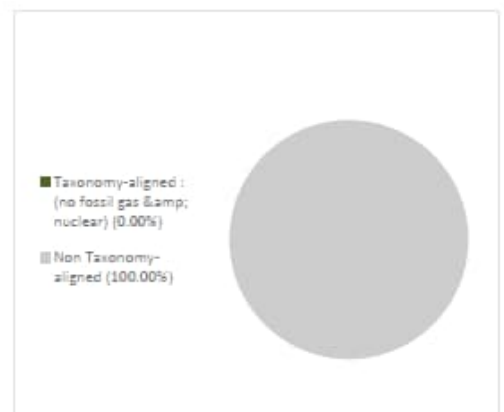 Taxonomy-aligned :
(no fossil gas &amp;
nuclear) (0.00%)
Non Taxonomy-
aligned (100.00%)